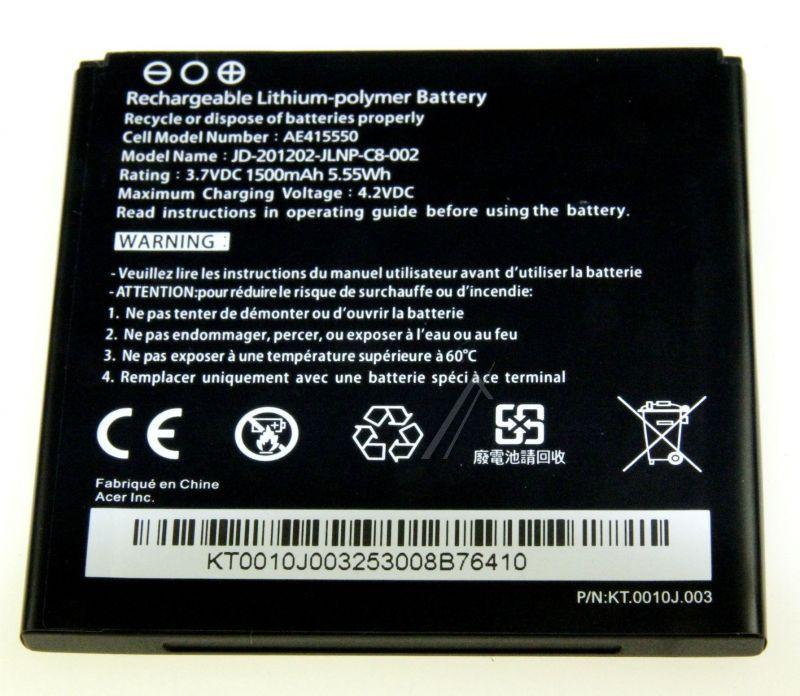 Rechargeable Lithium-polymer Battery
Recycle or dispose of batteries properly
Cell Model Number : AE415550
Model Name : JD-201202-JLNP-C8-002
Rating : 3.7VDC 1500mAh 5.55Wh
Maximum Charging Voltage : 4.2VDC
Read instructions in operating guide before using the battery.
WARNING :
- Veuillez lire les instructions du manuel utilisateur avant d'utiliser la batterie
- ATTENTION:pour réduire le risque de surchauffe ou d'incendie:
1. Ne pas tenter de démonter ou d'ouvrir la batterie
2. Ne pas endommager, percer, ou exposer à l'eau ou au feu
3. Ne pas exposer à une température supérieure à 60°C
4. Remplacer uniquement avec une batterie spéci à ce terminal
CE
廢電池請回收
Fabriqué en Chine
Acer Inc.
KT0010J003253008B76410
P/N:KT.0010J.003